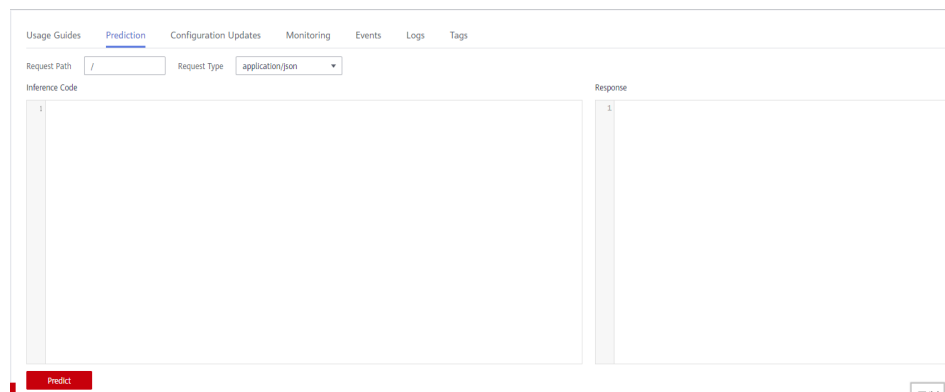 Usage Guides Prediction Configuration Updates Monitoring Events Logs Tags
Request Path / Request Type application/json
Inference Code Response
1 1
Predict